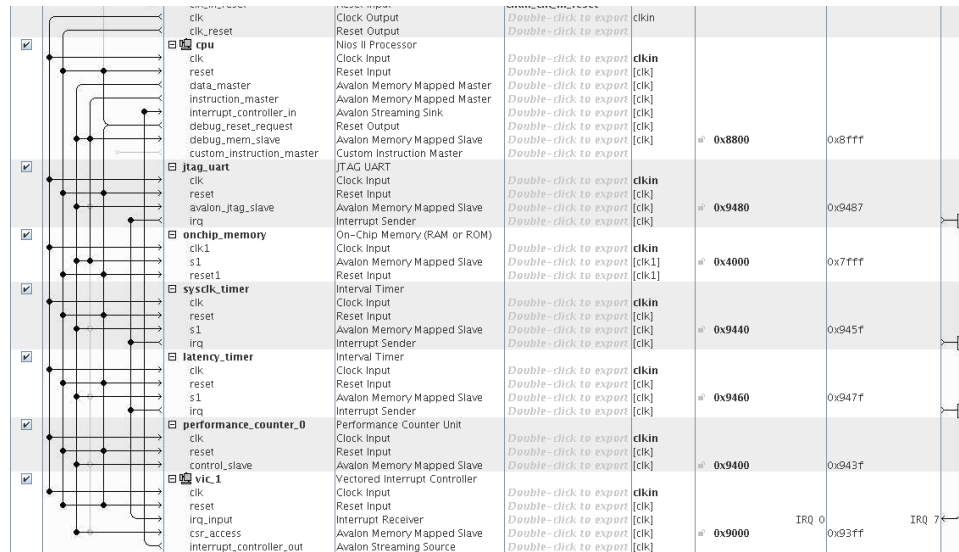 clk Clock Output Double-click to export clkin
clk_reset Reset Output Double-click to export
cpu Nios II Processor
clk Clock Input Double-click to export clkin
reset Reset Input Double-click to export [clk]
data_master Avalon Memory Mapped Master Double-click to export [clk]
instruction_master Avalon Memory Mapped Master Double-click to export [clk]
interrupt_controller_in Avalon Streaming Sink Double-click to export [clk]
debug_reset_request Reset Output Double-click to export [clk]
debug_mem_slave Avalon Memory Mapped Slave Double-click to export [clk] 0x8800 0x8fff
custom_instruction_master Custom Instruction Master Double-click to export
jtag_uart JTAG UART
clk Clock Input Double-click to export clkin
reset Reset Input Double-click to export [clk]
avalon_jtag_slave Avalon Memory Mapped Slave Double-click to export [clk] 0x9480 0x9487
irq Interrupt Sender Double-click to export [clk]
onchip_memory On-Chip Memory (RAM or ROM)
clk1 Clock Input Double-click to export clkin
s1 Avalon Memory Mapped Slave Double-click to export [clk1] 0x4000 0x7fff
reset1 Reset Input Double-click to export [clk1]
sysclk_timer Interval Timer
clk Clock Input Double-click to export clkin
reset Reset Input Double-click to export [clk]
s1 Avalon Memory Mapped Slave Double-click to export [clk] 0x9440 0x945f
irq Interrupt Sender Double-click to export [clk]
latency_timer Interval Timer
clk Clock Input Double-click to export clkin
reset Reset Input Double-click to export [clk]
s1 Avalon Memory Mapped Slave Double-click to export [clk] 0x9460 0x947f
irq Interrupt Sender Double-click to export [clk]
performance_counter_0 Performance Counter Unit
clk Clock Input Double-click to export clkin
reset Reset Input Double-click to export [clk]
control_slave Avalon Memory Mapped Slave Double-click to export [clk] 0x9400 0x943f
vic_1 Vectored Interrupt Controller
clk Clock Input Double-click to export clkin
reset Reset Input Double-click to export [clk]
irq_input Interrupt Receiver Double-click to export [clk] IRQ 0 IRQ 7
csr_access Avalon Memory Mapped Slave Double-click to export [clk] 0x9000 0x93ff
interrupt_controller_out Avalon Streaming Source Double-click to export [clk]